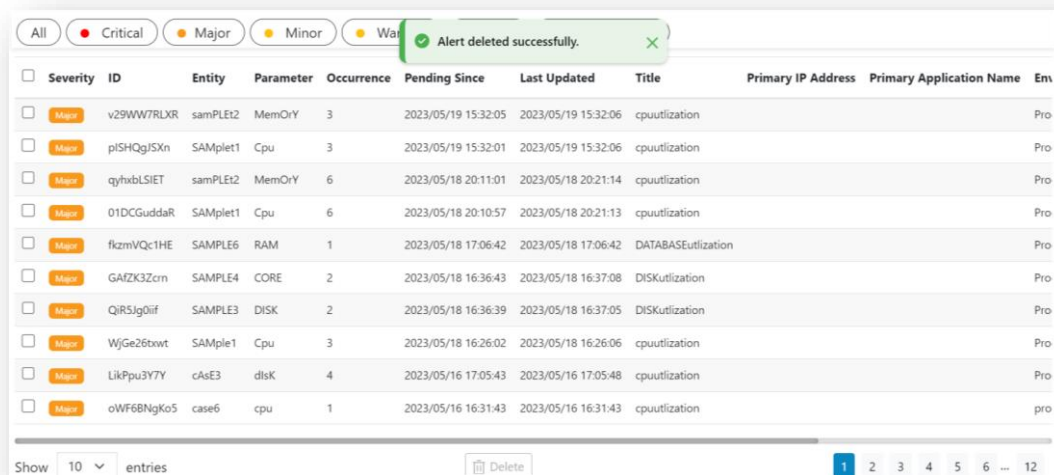 All Critical Major Minor
Alert deleted successfully.
Severity ID Entity Parameter Occurrence Pending Since Last Updated Title Primary IP Address Primary Application Name
Major v29WW7RLXR samPLEt2 MemOrY 3 2023/05/19 15:32:05 2023/05/19 15:32:06 cpuutlization Pro
Major SAMplet1 Cpu 3 2023/05/19 15:32:01 2023/05/19 15:32:06 cpuutlization Pro
Major samPLEt2 MemOrY 6 2023/05/18 20:11:01 2023/05/18 20:21:14 cpuutlization Pro
Major 01DCGuddaR SAMplet1 Cpu 6 2023/05/18 20:10:57 2023/05/18 20:21:13 cpuutlization Pro
Major fkzmVQc1HE SAMPLE6 RAM 1 2023/05/18 17:06:42 2023/05/18 17:06:42 DATABASEutlization Pro
Major GAfZK3Zcrn SAMPLE4 CORE 2 2023/05/18 16:36:43 2023/05/18 16:37:08 DISKutlization Pro
Major SAMPLE3 DISK 2 2023/05/18 16:36:39 2023/05/18 16:37:05 DISKutlization Pro
Major WjGe26txwt SAMple1 Cpu 3 2023/05/18 16:26:02 2023/05/18 16:26:06 cpuutlization Pro
Major LikPpu3Y7Y cAsE3 3 4 2023/05/16 17:05:43 2023/05/16 17:05:48 cpuutlization Pro
Major oWF6BNgKo5 case6 cpu 1 2023/05/16 16:31:43 2023/05/16 16:31:43 cpuutlization pro
Show 10 entries Delete 1 2 3 4 5 6 ... 12